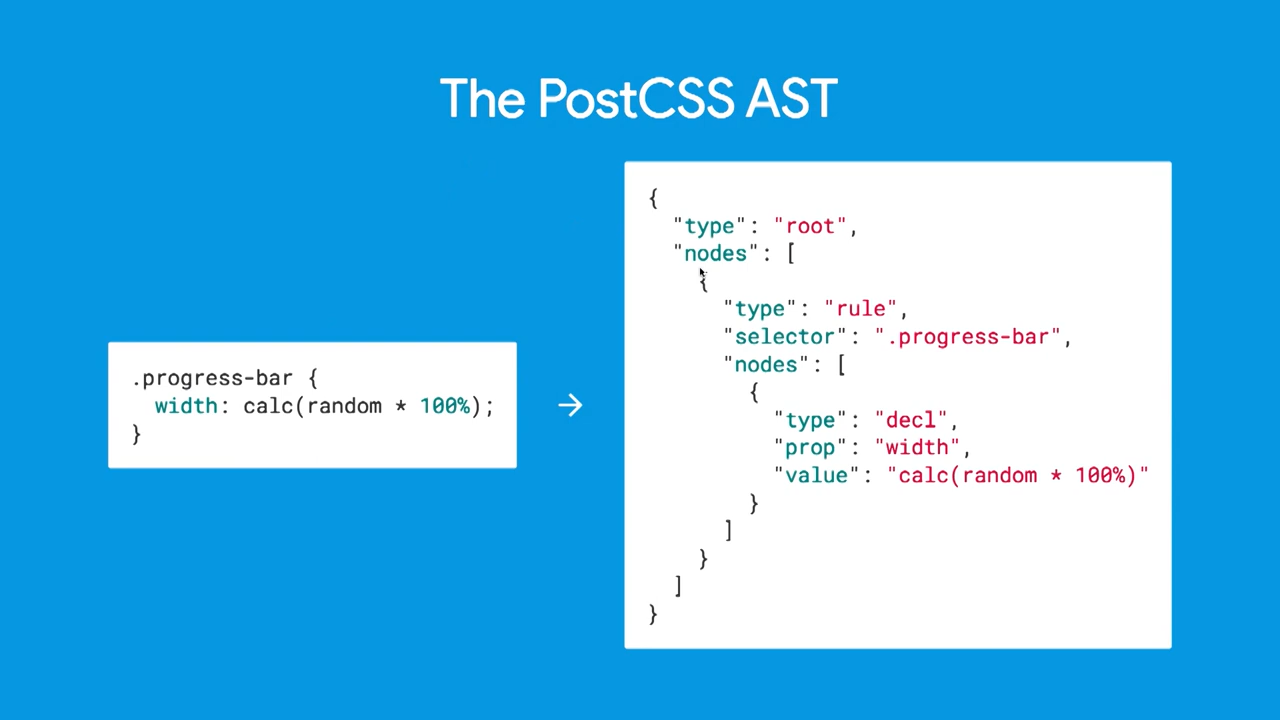 The PostCSS AST
.progress-bar {
  width: calc(random * 100%);
}
→
{
  "type": "root",
  "nodes": [
    {
      "type": "rule",
      "selector": ".progress-bar",
      "nodes": [
        {
          "type": "decl",
          "prop": "width",
          "value": "calc(random * 100%)"
        }
      ]
    }
  ]
}